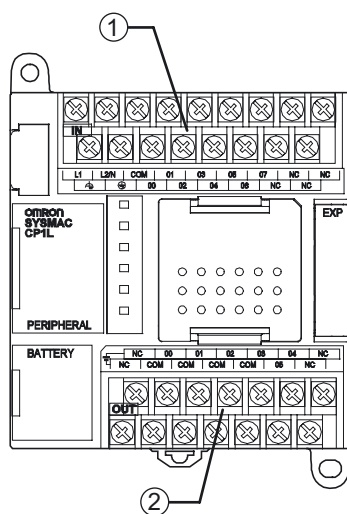 1
IN
L1 L2/N COM 01 03 05 07 NC NC
00 02 04 06 NC NC
OMRON
SYSMAC
CP1L
EXP
PERIPHERAL
BATTERY
NC 00 01 02 03 04 NC
NC COM COM COM COM 05 NC
OUT
2